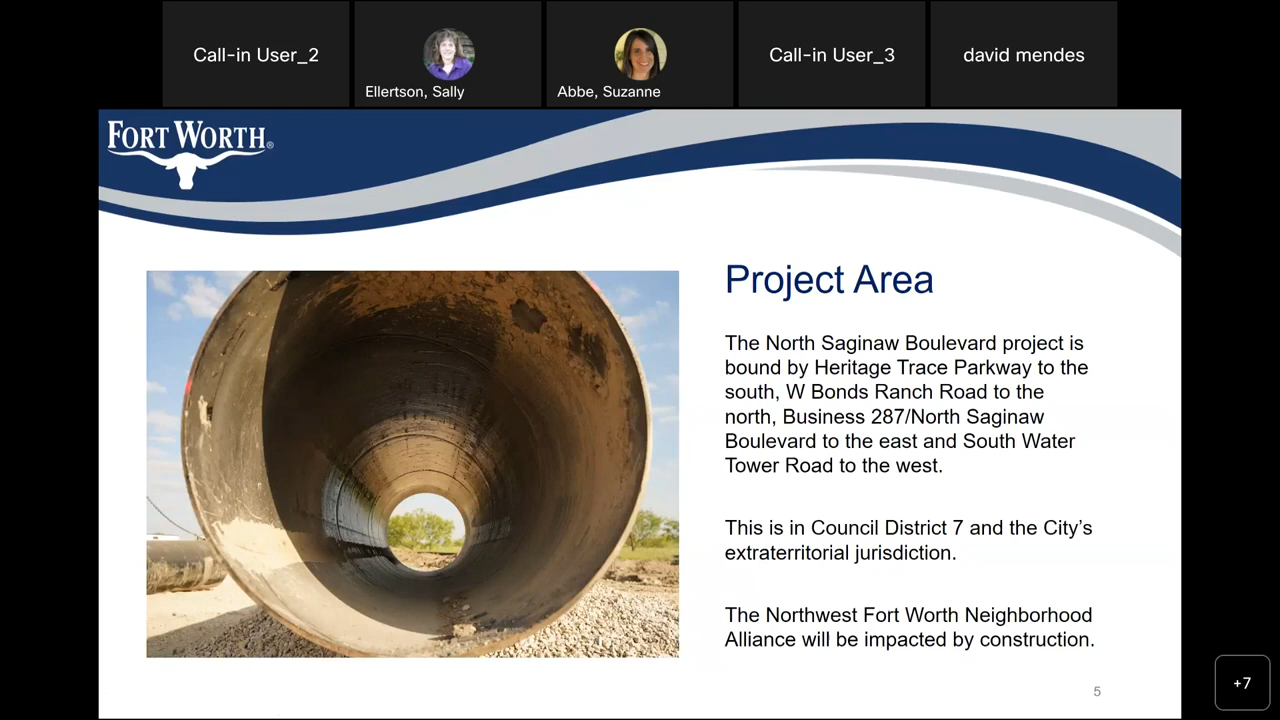 Call-in User_2
Ellertson, Sally
Abbe, Suzanne
Call-in User_3
david mendes
FORT WORTH®
Project Area
The North Saginaw Boulevard project is
bound by Heritage Trace Parkway to the
south, W Bonds Ranch Road to the
north, Business 287/North Saginaw
Boulevard to the east and South Water
Tower Road to the west.
This is in Council District 7 and the City’s
extraterritorial jurisdiction.
The Northwest Fort Worth Neighborhood
Alliance will be impacted by construction.
5
+7